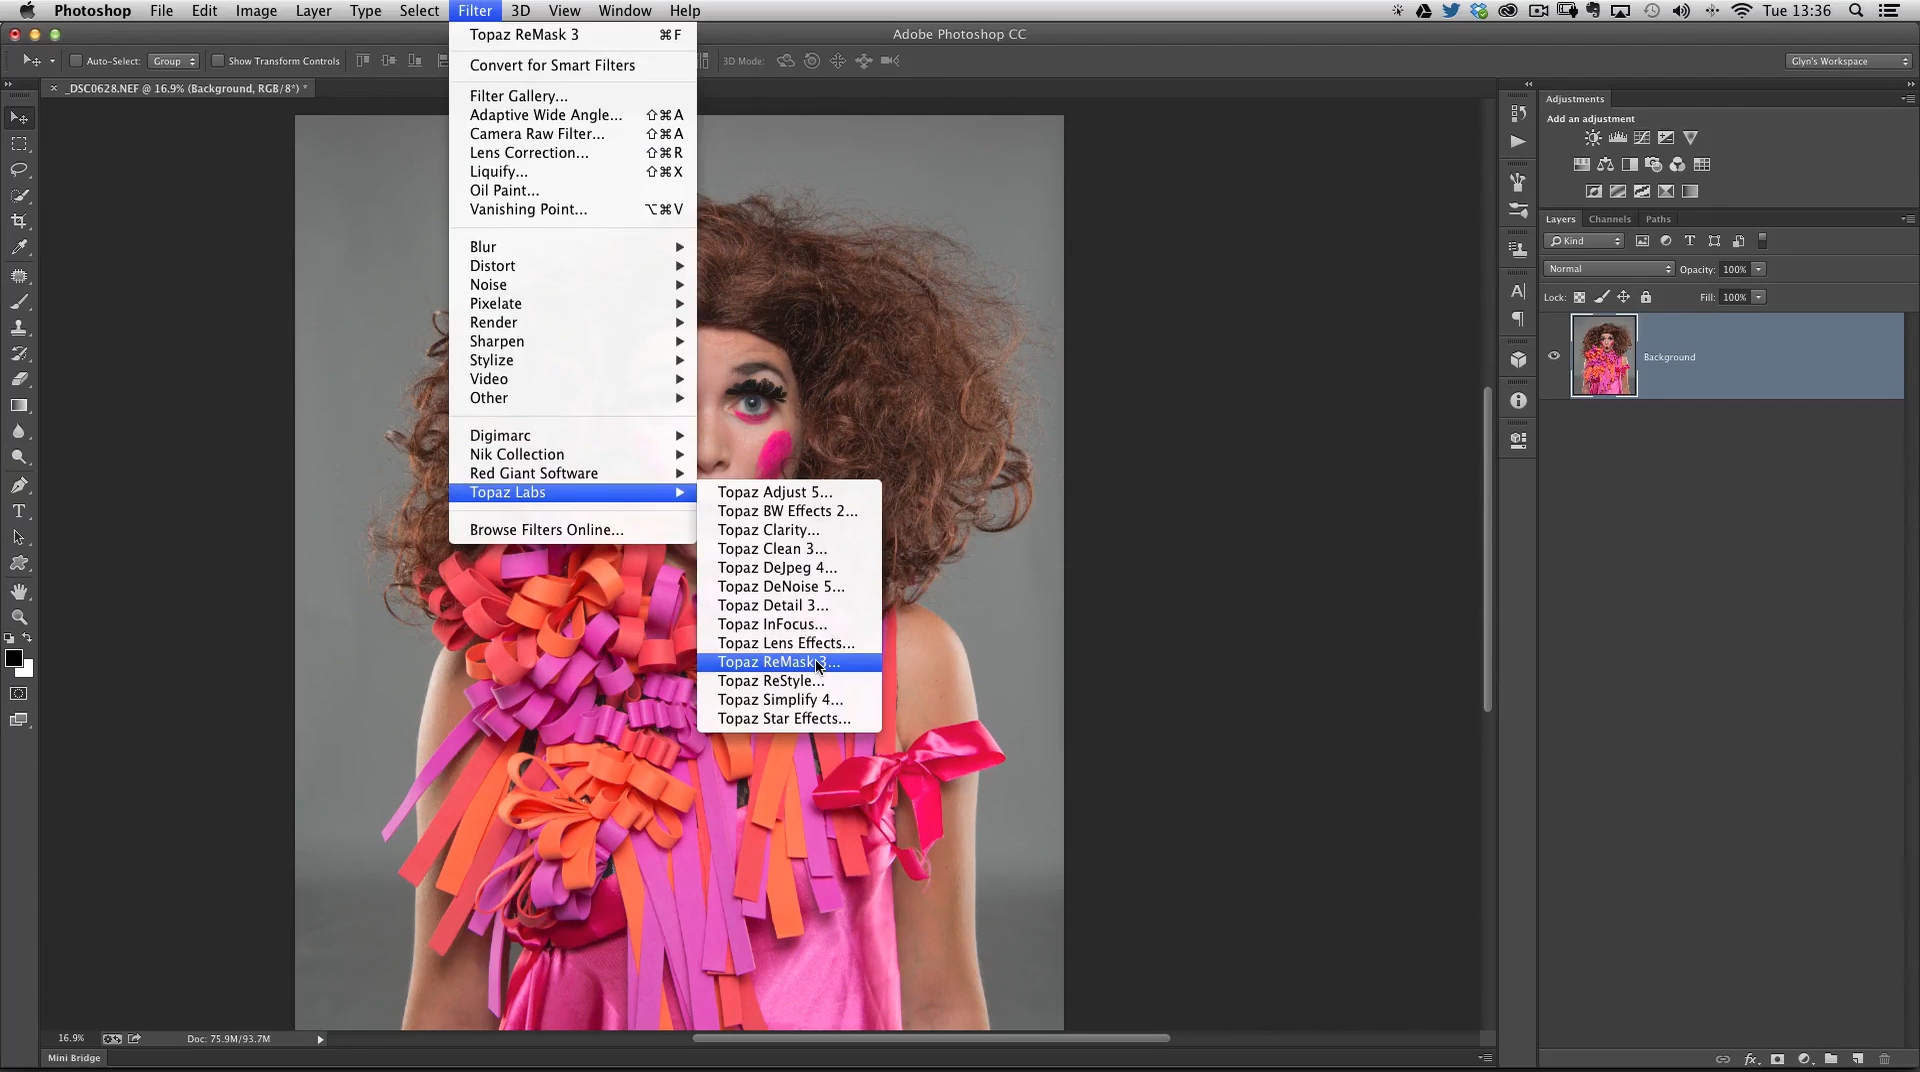 Photoshop File Edit Image Layer Type Select Filter 3D View Window Help Tue 13:36
Adobe Photoshop CC
Auto-Select: Group Show Transform Controls 3D Mode: Glyn's Workspace
_DSC0628.NEF @ 16.9% (Background, RGB/8*) *
Topaz ReMask 3 ⌘F
Convert for Smart Filters
Filter Gallery...
Adaptive Wide Angle... ⇧⌘A
Camera Raw Filter... ⇧⌘A
Lens Correction... ⇧⌘R
Liquify... ⇧⌘X
Oil Paint...
Vanishing Point... ⌥⌘V
Blur
Distort
Noise
Pixelate
Render
Sharpen
Stylize
Video
Other
Digimarc
Nik Collection
Red Giant Software
Topaz Labs
Browse Filters Online...
Topaz Adjust 5...
Topaz BW Effects 2...
Topaz Clarity...
Topaz Clean 3...
Topaz DeJpeg 4...
Topaz DeNoise 5...
Topaz Detail 3...
Topaz InFocus...
Topaz Lens Effects...
Topaz ReMask 3...
Topaz ReStyle...
Topaz Simplify 4...
Topaz Star Effects...
Adjustments
Add an adjustment
Layers Channels Paths
Kind
Normal Opacity: 100%
Lock: Fill: 100%
Background
16.9% Doc: 75.9M/93.7M
Mini Bridge